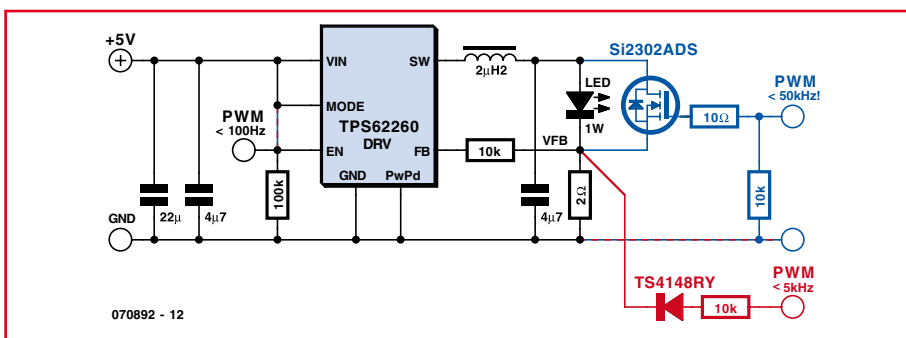 +5V
VIN
SW
2µH2
LED
Si2302ADS
PWM
< 50kHz!
MODE
PWM
< 100Hz
TPS62260
DRV
1W
10Ω
EN
FB
10k
VFB
GND
PwPd
100k
2Ω
10k
GND
22µ
4µ7
4µ7
TS4148RY
PWM
< 5kHz
10k
070892 - 12